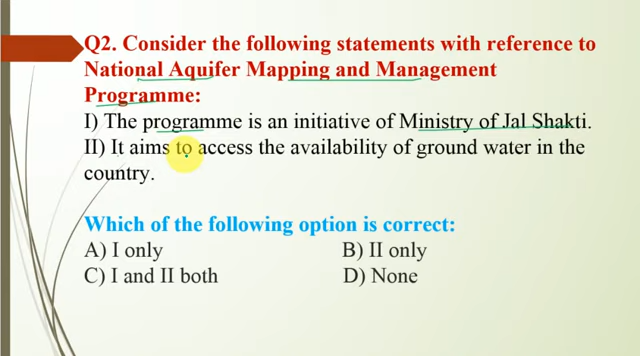 Q2. Consider the following statements with reference to
National Aquifer Mapping and Management
Programme:
I) The programme is an initiative of Ministry of Jal Shakti.
II) It aims to access the availability of ground water in the
country.
Which of the following option is correct:
A) I only B) II only
C) I and II both D) None